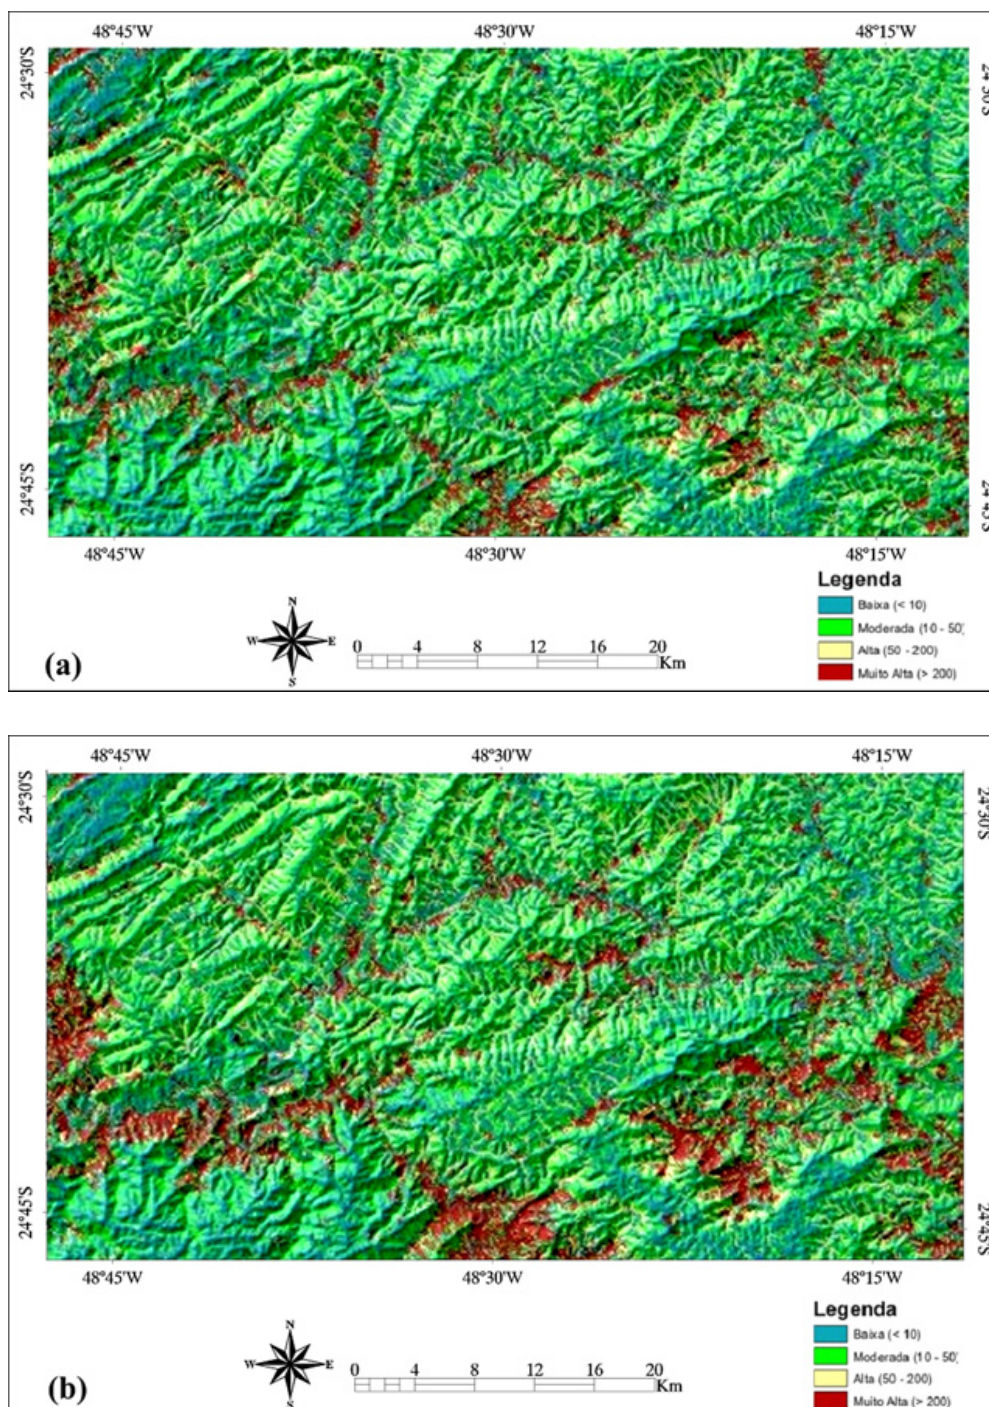 48°45'W 48°30'W 48°15'W
24°30'S 24°30'S
24°45'S 24°45'S
48°45'W 48°30'W 48°15'W
Legenda
Baixa (< 10)
Moderada (10 - 50)
Alta (50 - 200)
Muito Alta (> 200)
N
W E
S
0 4 8 12 16 20
Km
(a)
48°45'W 48°30'W 48°15'W
24°30'S 24°30'S
24°45'S 24°45'S
48°45'W 48°30'W 48°15'W
Legenda
Baixa (< 10)
Moderada (10 - 50)
Alta (50 - 200)
Muito Alta (> 200)
N
W E
S
0 4 8 12 16 20
Km
(b)